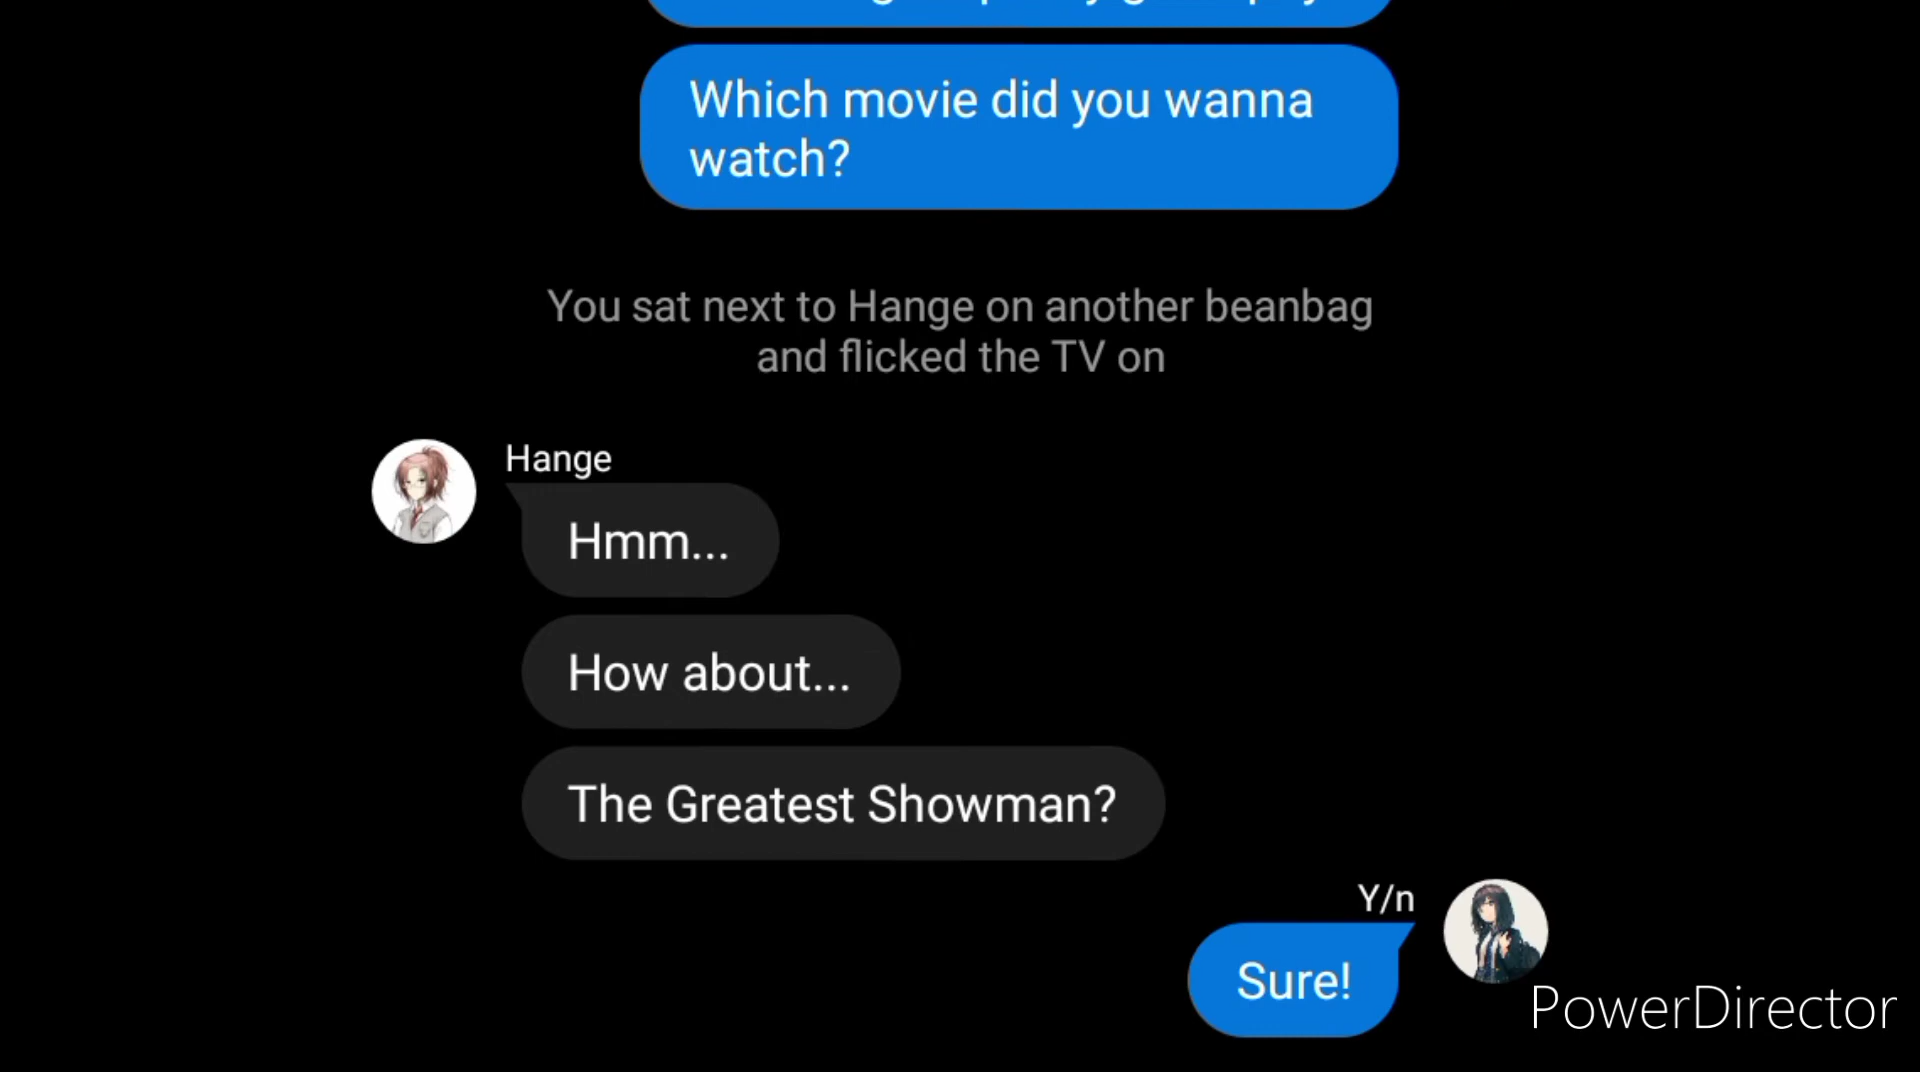 Which movie did you wanna
watch?
You sat next to Hange on another beanbag
and flicked the TV on
Hange
Hmm...
How about...
The Greatest Showman?
Y/n
Sure!
PowerDirector